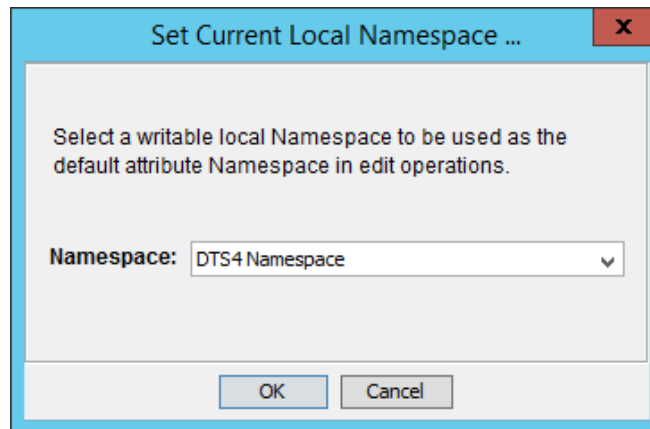 Set Current Local Namespace ...
x
Select a writable local Namespace to be used as the
default attribute Namespace in edit operations.
Namespace: DTS4 Namespace
OK Cancel